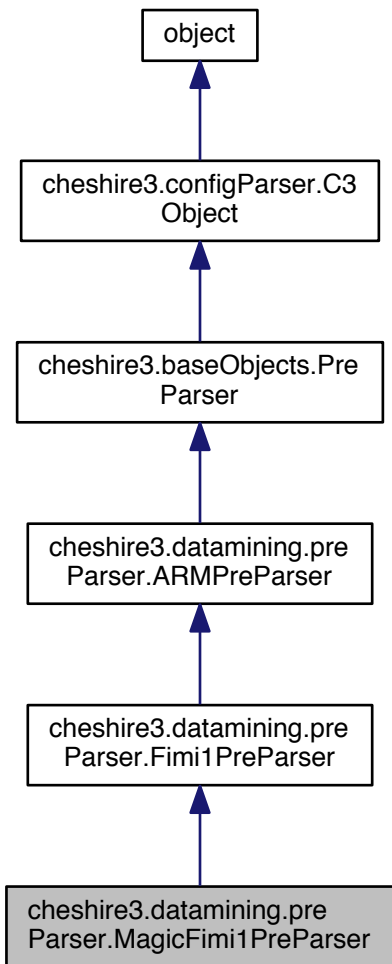 object
cheshire3.configParser.C3
Object
cheshire3.baseObjects.Pre
Parser
cheshire3.datamining.pre
Parser.ARMPreParser
cheshire3.datamining.pre
Parser.Fimi1PreParser
cheshire3.datamining.pre
Parser.MagicFimi1PreParser